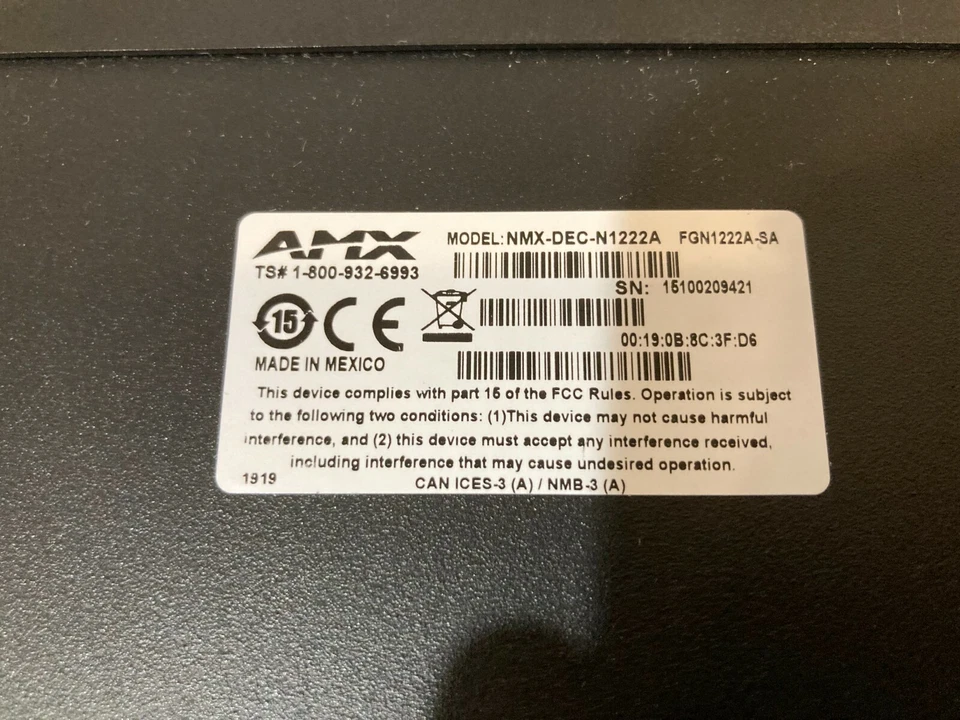 AMX
MODEL: NMX-DEC-N1222A FGN1222A-SA
TS# 1-800-932-6993
SN: 15100209421
15 CE
00:19:0B:8C:3F:D6
MADE IN MEXICO
This device complies with part 15 of the FCC Rules. Operation is subject
to the following two conditions: (1)This device may not cause harmful
interference, and (2) this device must accept any interference received,
including interference that may cause undesired operation.
1919
CAN ICES-3 (A) / NMB-3 (A)